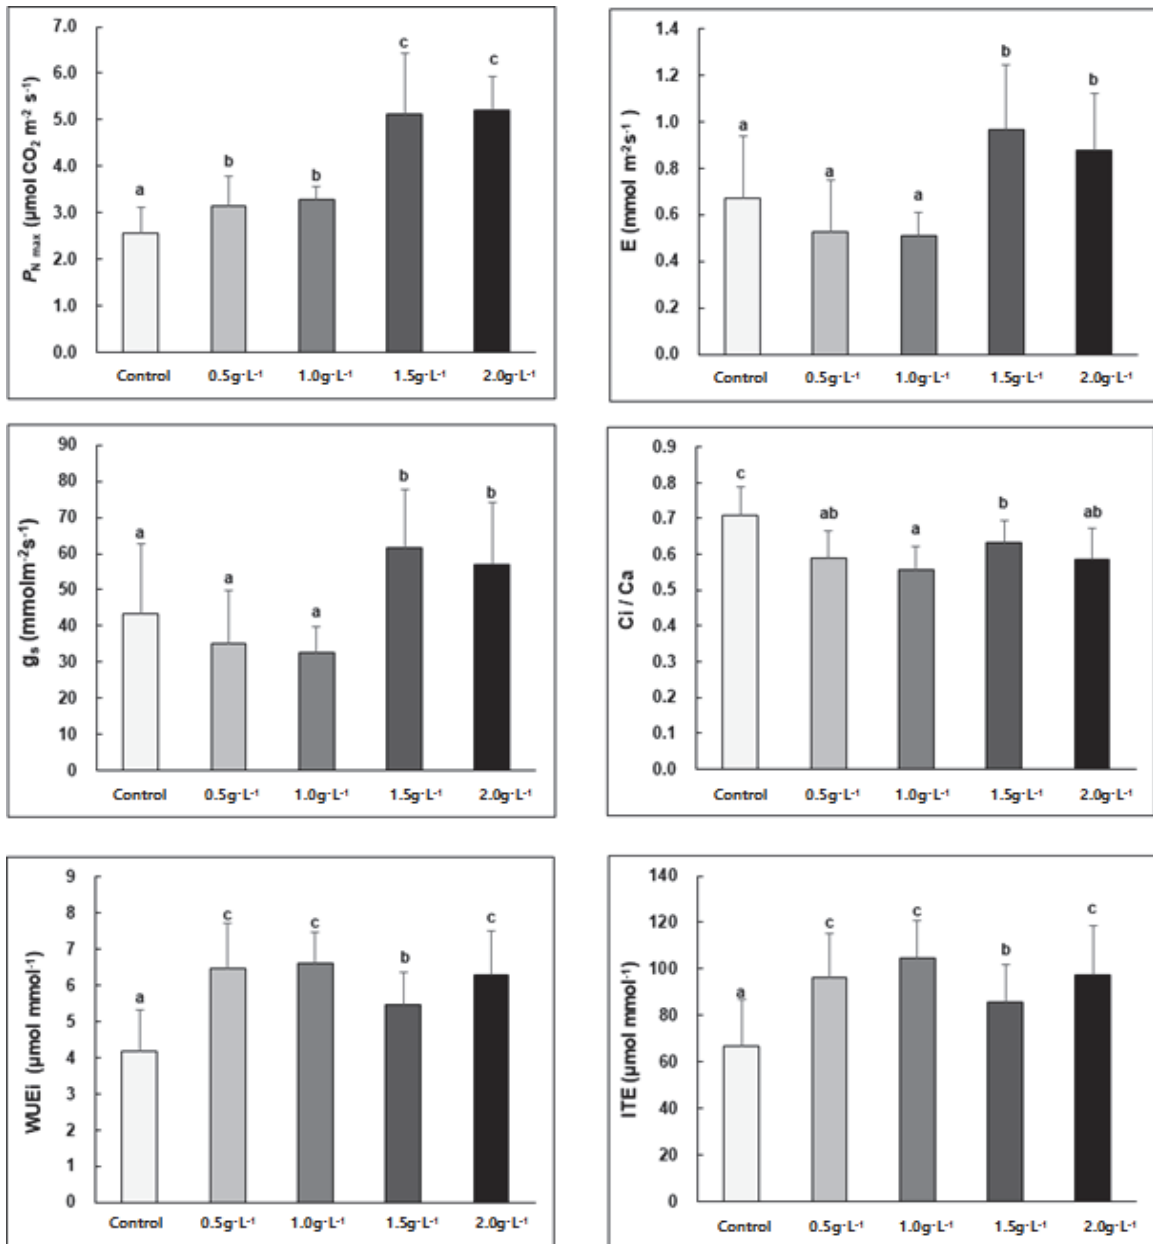 7.0
6.0
5.0
4.0
3.0
2.0
1.0
0.0
P_N max (μmol CO₂ m⁻² s⁻¹)
a
b
b
c
c
Control 0.5g·L⁻¹ 1.0g·L⁻¹ 1.5g·L⁻¹ 2.0g·L⁻¹
1.4
1.2
1.0
0.8
0.6
0.4
0.2
0.0
E (mmol m⁻²s⁻¹)
a
a
a
b
b
Control 0.5g·L⁻¹ 1.0g·L⁻¹ 1.5g·L⁻¹ 2.0g·L⁻¹
90
80
70
60
50
40
30
20
10
0
gₛ (mmolm⁻²s⁻¹)
a
a
a
b
b
Control 0.5g·L⁻¹ 1.0g·L⁻¹ 1.5g·L⁻¹ 2.0g·L⁻¹
0.9
0.8
0.7
0.6
0.5
0.4
0.3
0.2
0.1
0.0
Ci / Ca
c
ab
a
b
ab
Control 0.5g·L⁻¹ 1.0g·L⁻¹ 1.5g·L⁻¹ 2.0g·L⁻¹
9
8
7
6
5
4
3
2
1
0
WUEi (μmol mmol⁻¹)
a
c
c
b
c
Control 0.5g·L⁻¹ 1.0g·L⁻¹ 1.5g·L⁻¹ 2.0g·L⁻¹
140
120
100
80
60
40
20
0
ITE (μmol mmol⁻¹)
a
c
c
b
c
Control 0.5g·L⁻¹ 1.0g·L⁻¹ 1.5g·L⁻¹ 2.0g·L⁻¹